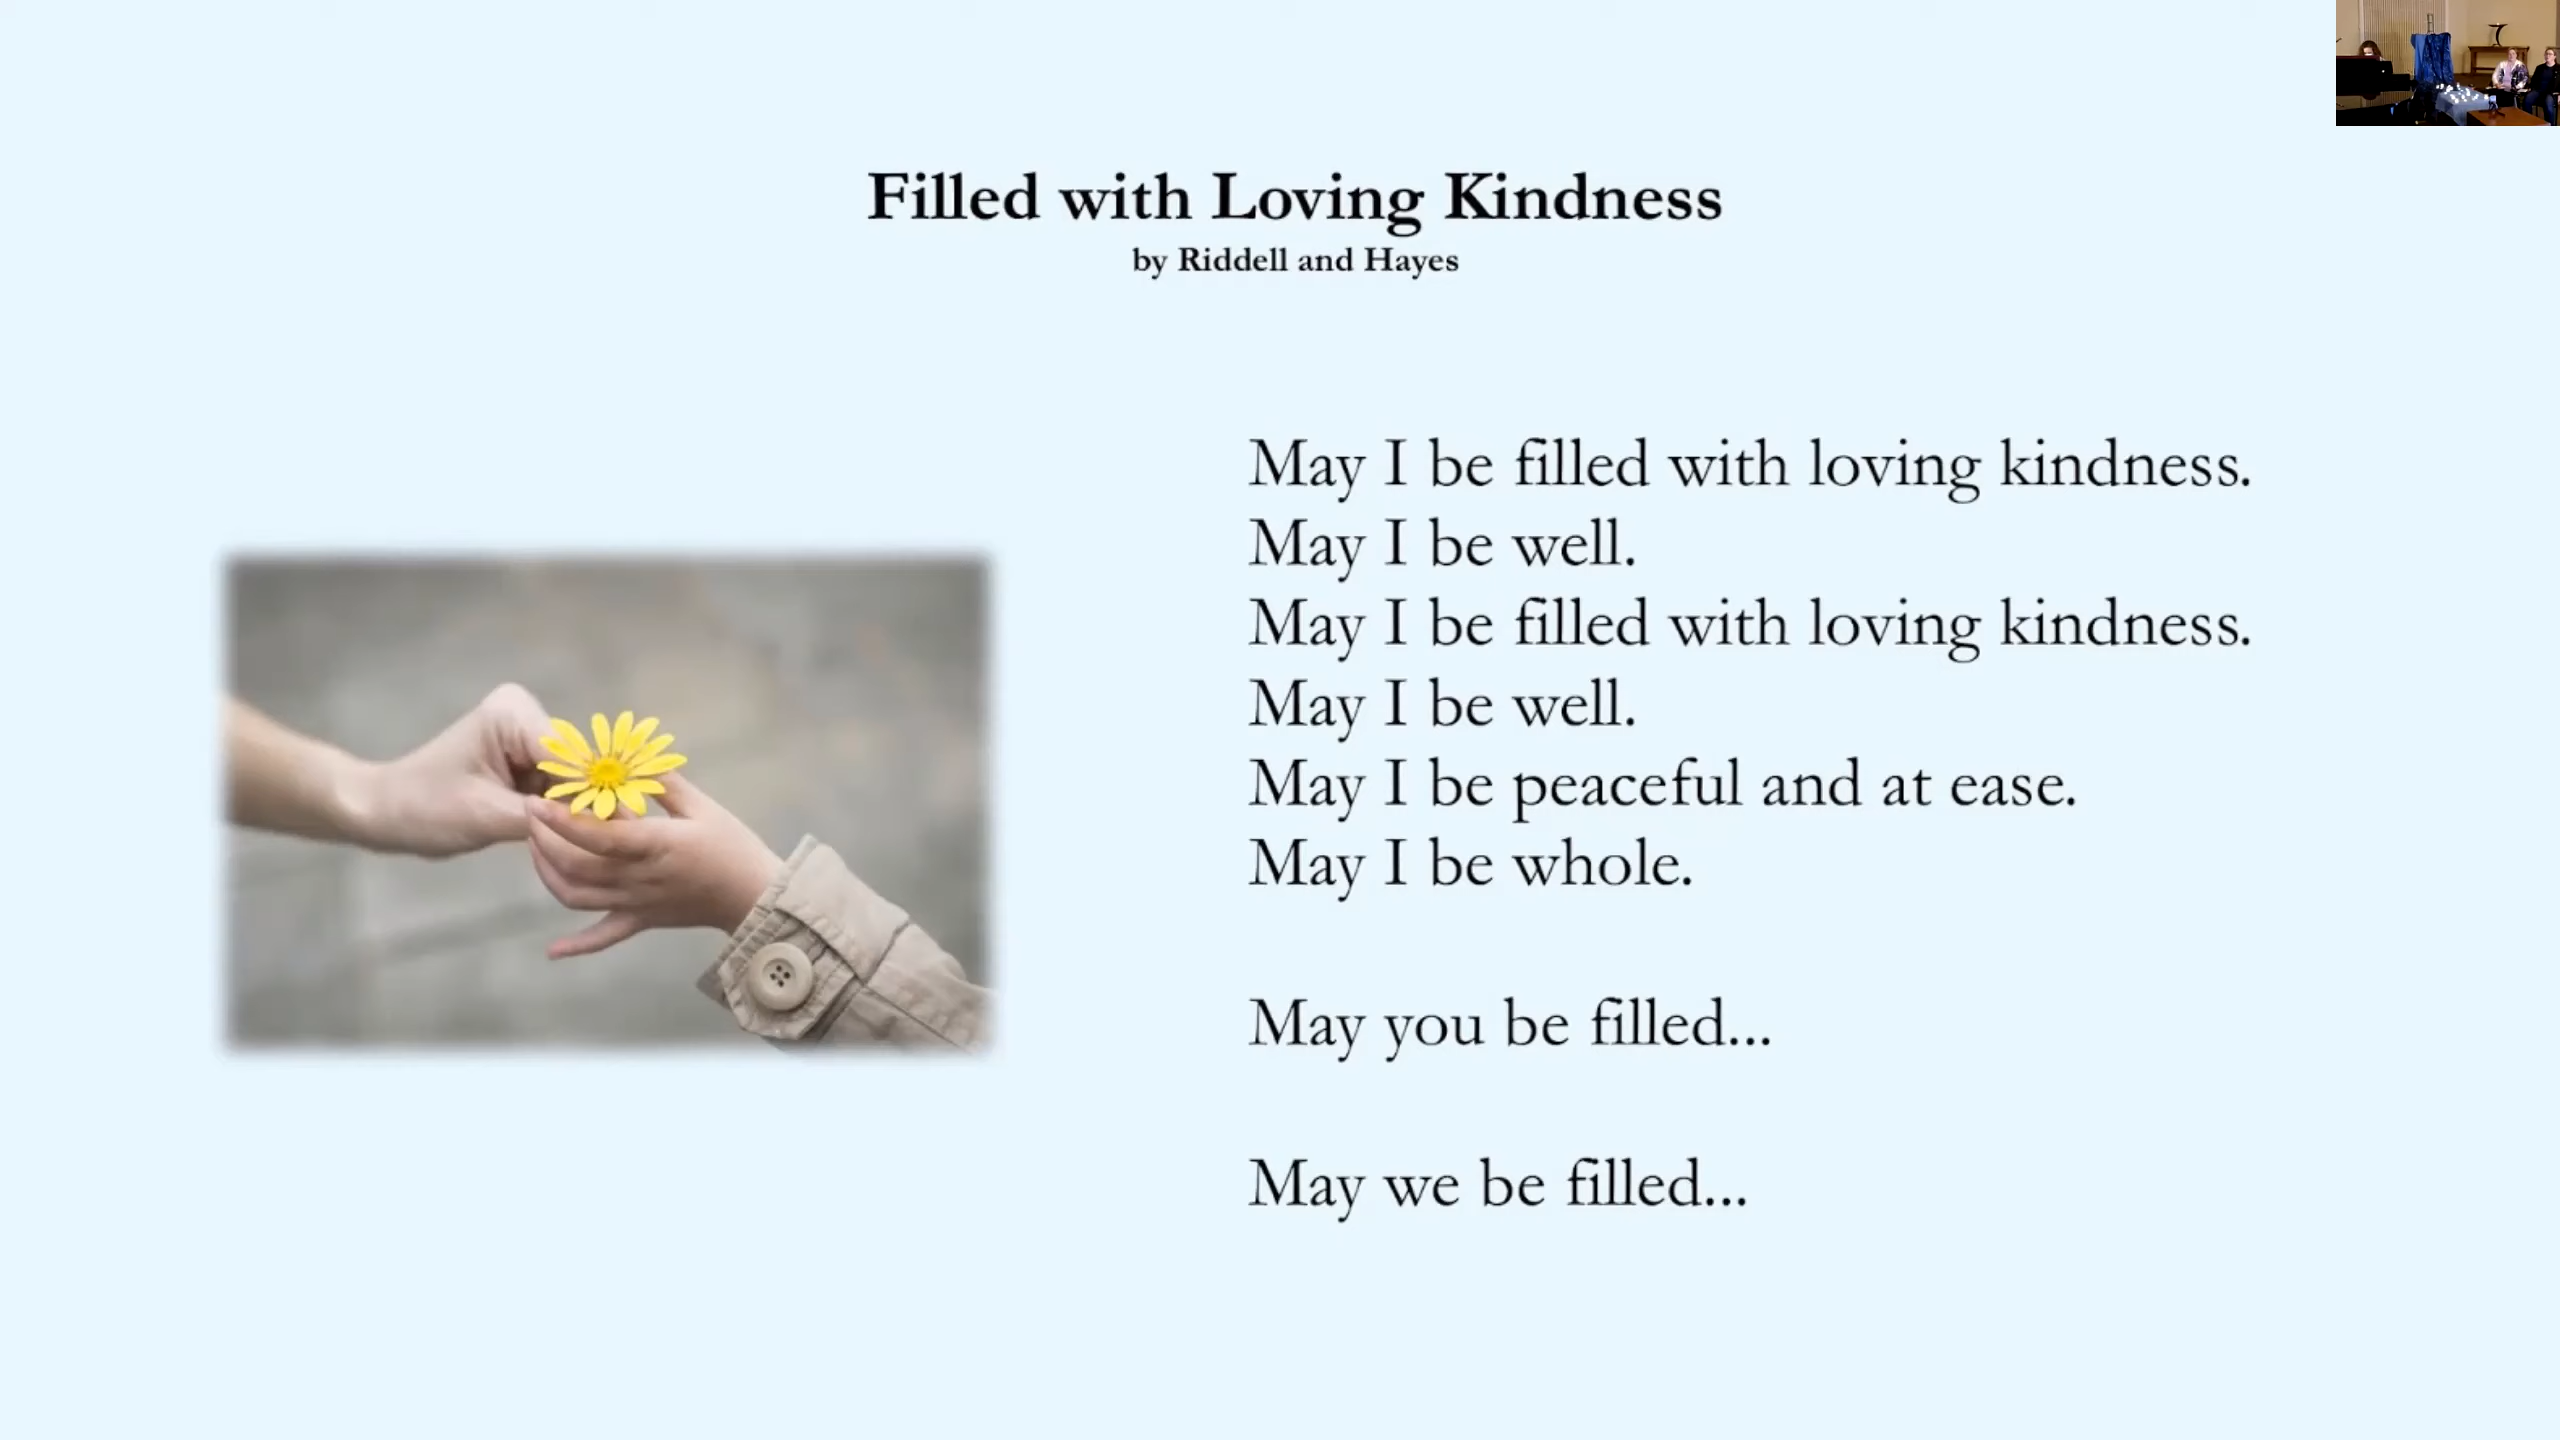 Filled with Loving Kindness
by Riddell and Hayes
May I be filled with loving kindness.
May I be well.
May I be filled with loving kindness.
May I be well.
May I be peaceful and at ease.
May I be whole.
May you be filled...
May we be filled...